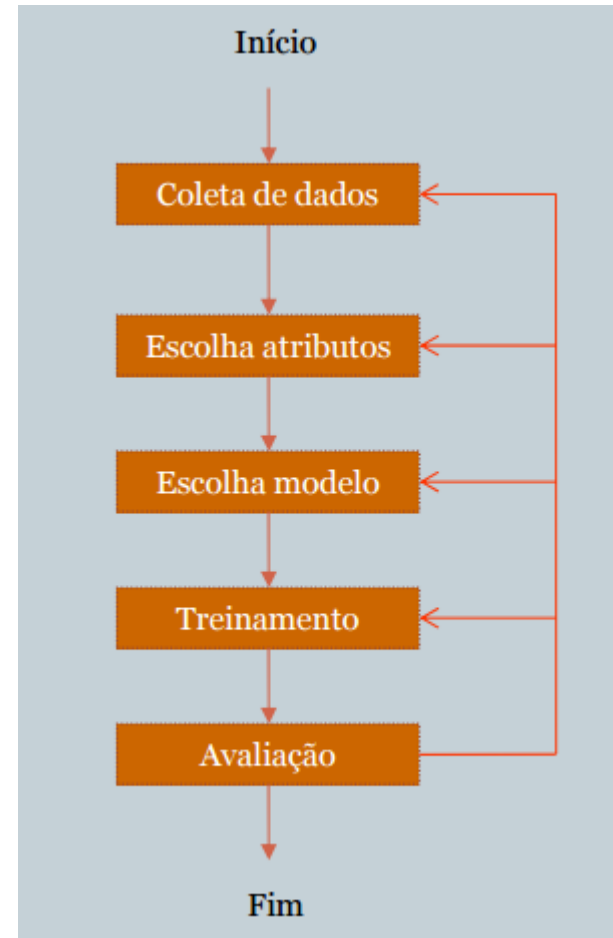 Início
Coleta de dados
Escolha atributos
Escolha modelo
Treinamento
Avaliação
Fim